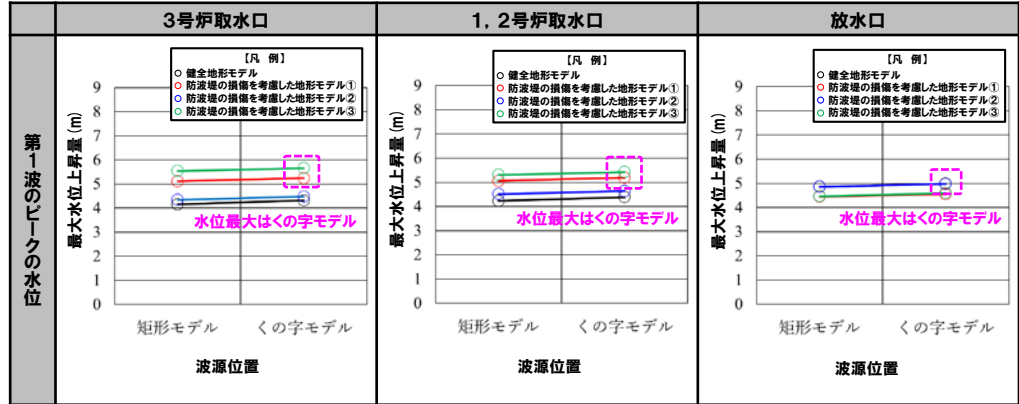 3号炉取水口
1，2号炉取水口
放水口
第1波のピークの水位
【凡 例】
健全地形モデル
防波堤の損傷を考慮した地形モデル①
防波堤の損傷を考慮した地形モデル②
防波堤の損傷を考慮した地形モデル③
最大水位上昇量(m)
9
8
7
6
5
4
3
2
1
0
水位最大はくの字モデル
矩形モデル くの字モデル
波源位置
【凡 例】
健全地形モデル
防波堤の損傷を考慮した地形モデル①
防波堤の損傷を考慮した地形モデル②
防波堤の損傷を考慮した地形モデル③
最大水位上昇量(m)
9
8
7
6
5
4
3
2
1
0
水位最大はくの字モデル
矩形モデル くの字モデル
波源位置
【凡 例】
健全地形モデル
防波堤の損傷を考慮した地形モデル①
防波堤の損傷を考慮した地形モデル②
防波堤の損傷を考慮した地形モデル③
最大水位上昇量(m)
9
8
7
6
5
4
3
2
1
0
水位最大はくの字モデル
矩形モデル くの字モデル
波源位置